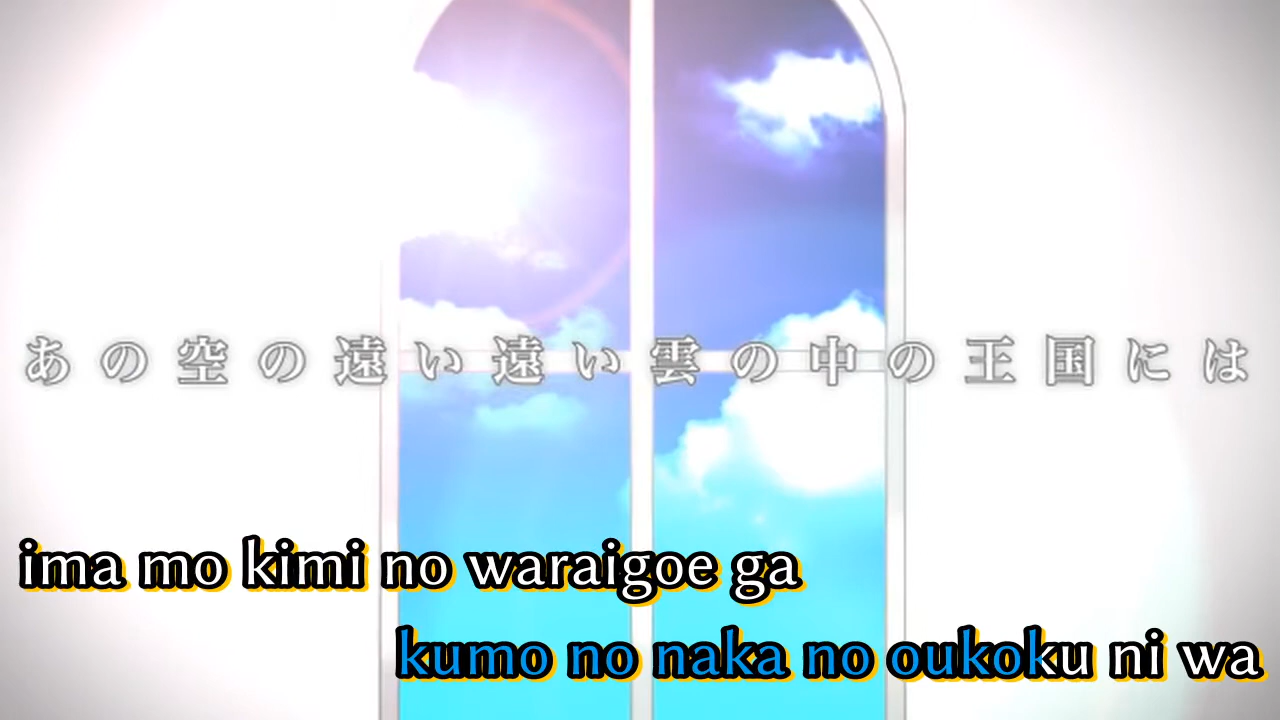 あの空の遠い遠い雲の中の王国には
ima mo kimi no waraigoe ga
kumo no naka no oukoku ni wa